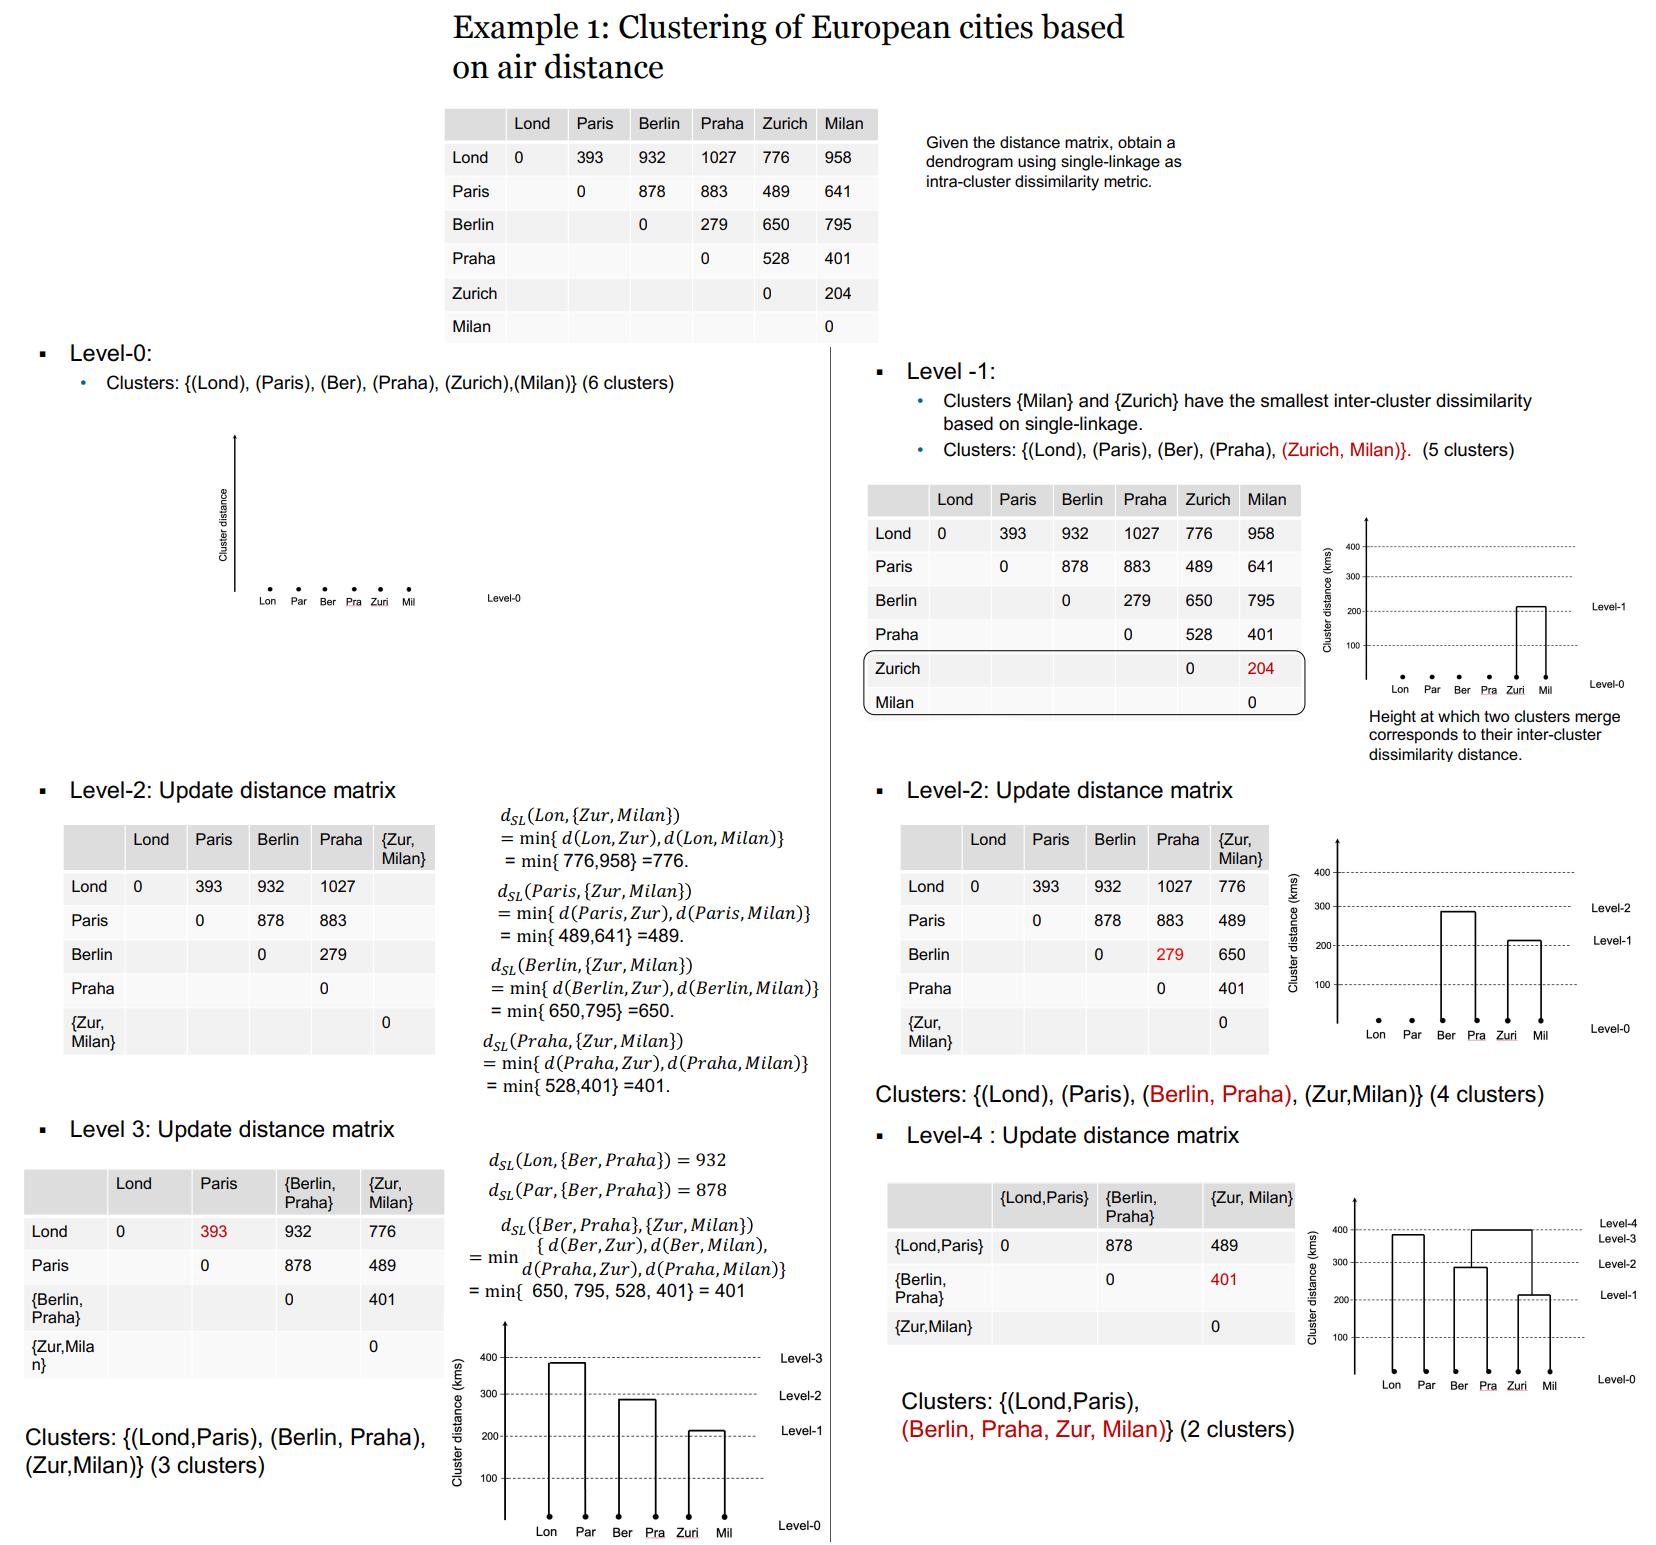 Example 1: Clustering of European cities based
on air distance
Lond Paris Berlin Praha Zurich Milan
Lond 0 393 932 1027 776 958
Paris 0 878 883 489 641
Berlin 0 279 650 795
Praha 0 528 401
Zurich 0 204
Milan 0
Given the distance matrix, obtain a
dendrogram using single-linkage as
intra-cluster dissimilarity metric.
▪ Level-0:
• Clusters: {(Lond), (Paris), (Ber), (Praha), (Zurich),(Milan)} (6 clusters)
Cluster distance
Lon Par Ber Pra Zuri Mil
Level-0
▪ Level -1:
• Clusters {Milan} and {Zurich} have the smallest inter-cluster dissimilarity
based on single-linkage.
• Clusters: {(Lond), (Paris), (Ber), (Praha), (Zurich, Milan)}. (5 clusters)
Lond Paris Berlin Praha Zurich Milan
Lond 0 393 932 1027 776 958
Paris 0 878 883 489 641
Berlin 0 279 650 795
Praha 0 528 401
Zurich 0 204
Milan 0
Cluster distance (kms)
400
300
200
100
Level-1
Level-0
Lon Par Ber Pra Zuri Mil
Height at which two clusters merge
corresponds to their inter-cluster
dissimilarity distance.
▪ Level-2: Update distance matrix
Lond Paris Berlin Praha {Zur,
Milan}
Lond 0 393 932 1027
Paris 0 878 883
Berlin 0 279
Praha 0
{Zur, 0
Milan}
d_SL(Lon, {Zur, Milan})
= min{ d(Lon, Zur), d(Lon, Milan)}
= min{ 776,958} =776.
d_SL(Paris, {Zur, Milan})
= min{ d(Paris, Zur), d(Paris, Milan)}
= min{ 489,641} =489.
d_SL(Berlin, {Zur, Milan})
= min{ d(Berlin, Zur), d(Berlin, Milan)}
= min{ 650,795} =650.
d_SL(Praha, {Zur, Milan})
= min{ d(Praha, Zur), d(Praha, Milan)}
= min{ 528,401} =401.
▪ Level-2: Update distance matrix
Lond Paris Berlin Praha {Zur,
Milan}
Lond 0 393 932 1027 776
Paris 0 878 883 489
Berlin 0 279 650
Praha 0 401
{Zur, 0
Milan}
Cluster distance (kms)
400
300
200
100
Level-2
Level-1
Level-0
Lon Par Ber Pra Zuri Mil
Clusters: {(Lond), (Paris), (Berlin, Praha), (Zur,Milan)} (4 clusters)
▪ Level 3: Update distance matrix
Lond Paris {Berlin, {Zur,
Praha} Milan}
Lond 0 393 932 776
Paris 0 878 489
{Berlin, 0 401
Praha}
{Zur,Mila 0
n}
d_SL(Lon, {Ber, Praha}) = 932
d_SL(Par, {Ber, Praha}) = 878
d_SL({Ber, Praha}, {Zur, Milan})
= min { d(Ber, Zur), d(Ber, Milan),
d(Praha, Zur), d(Praha, Milan)}
= min{ 650, 795, 528, 401} = 401
Clusters: {(Lond,Paris), (Berlin, Praha),
(Zur,Milan)} (3 clusters)
Cluster distance (kms)
400
300
200
100
Level-3
Level-2
Level-1
Level-0
Lon Par Ber Pra Zuri Mil
▪ Level-4 : Update distance matrix
{Lond,Paris} {Berlin, {Zur, Milan}
Praha}
{Lond,Paris} 0 878 489
{Berlin, 0 401
Praha}
{Zur,Milan} 0
Cluster distance (kms)
400
300
200
100
Level-4
Level-3
Level-2
Level-1
Level-0
Lon Par Ber Pra Zuri Mil
Clusters: {(Lond,Paris),
(Berlin, Praha, Zur, Milan)} (2 clusters)